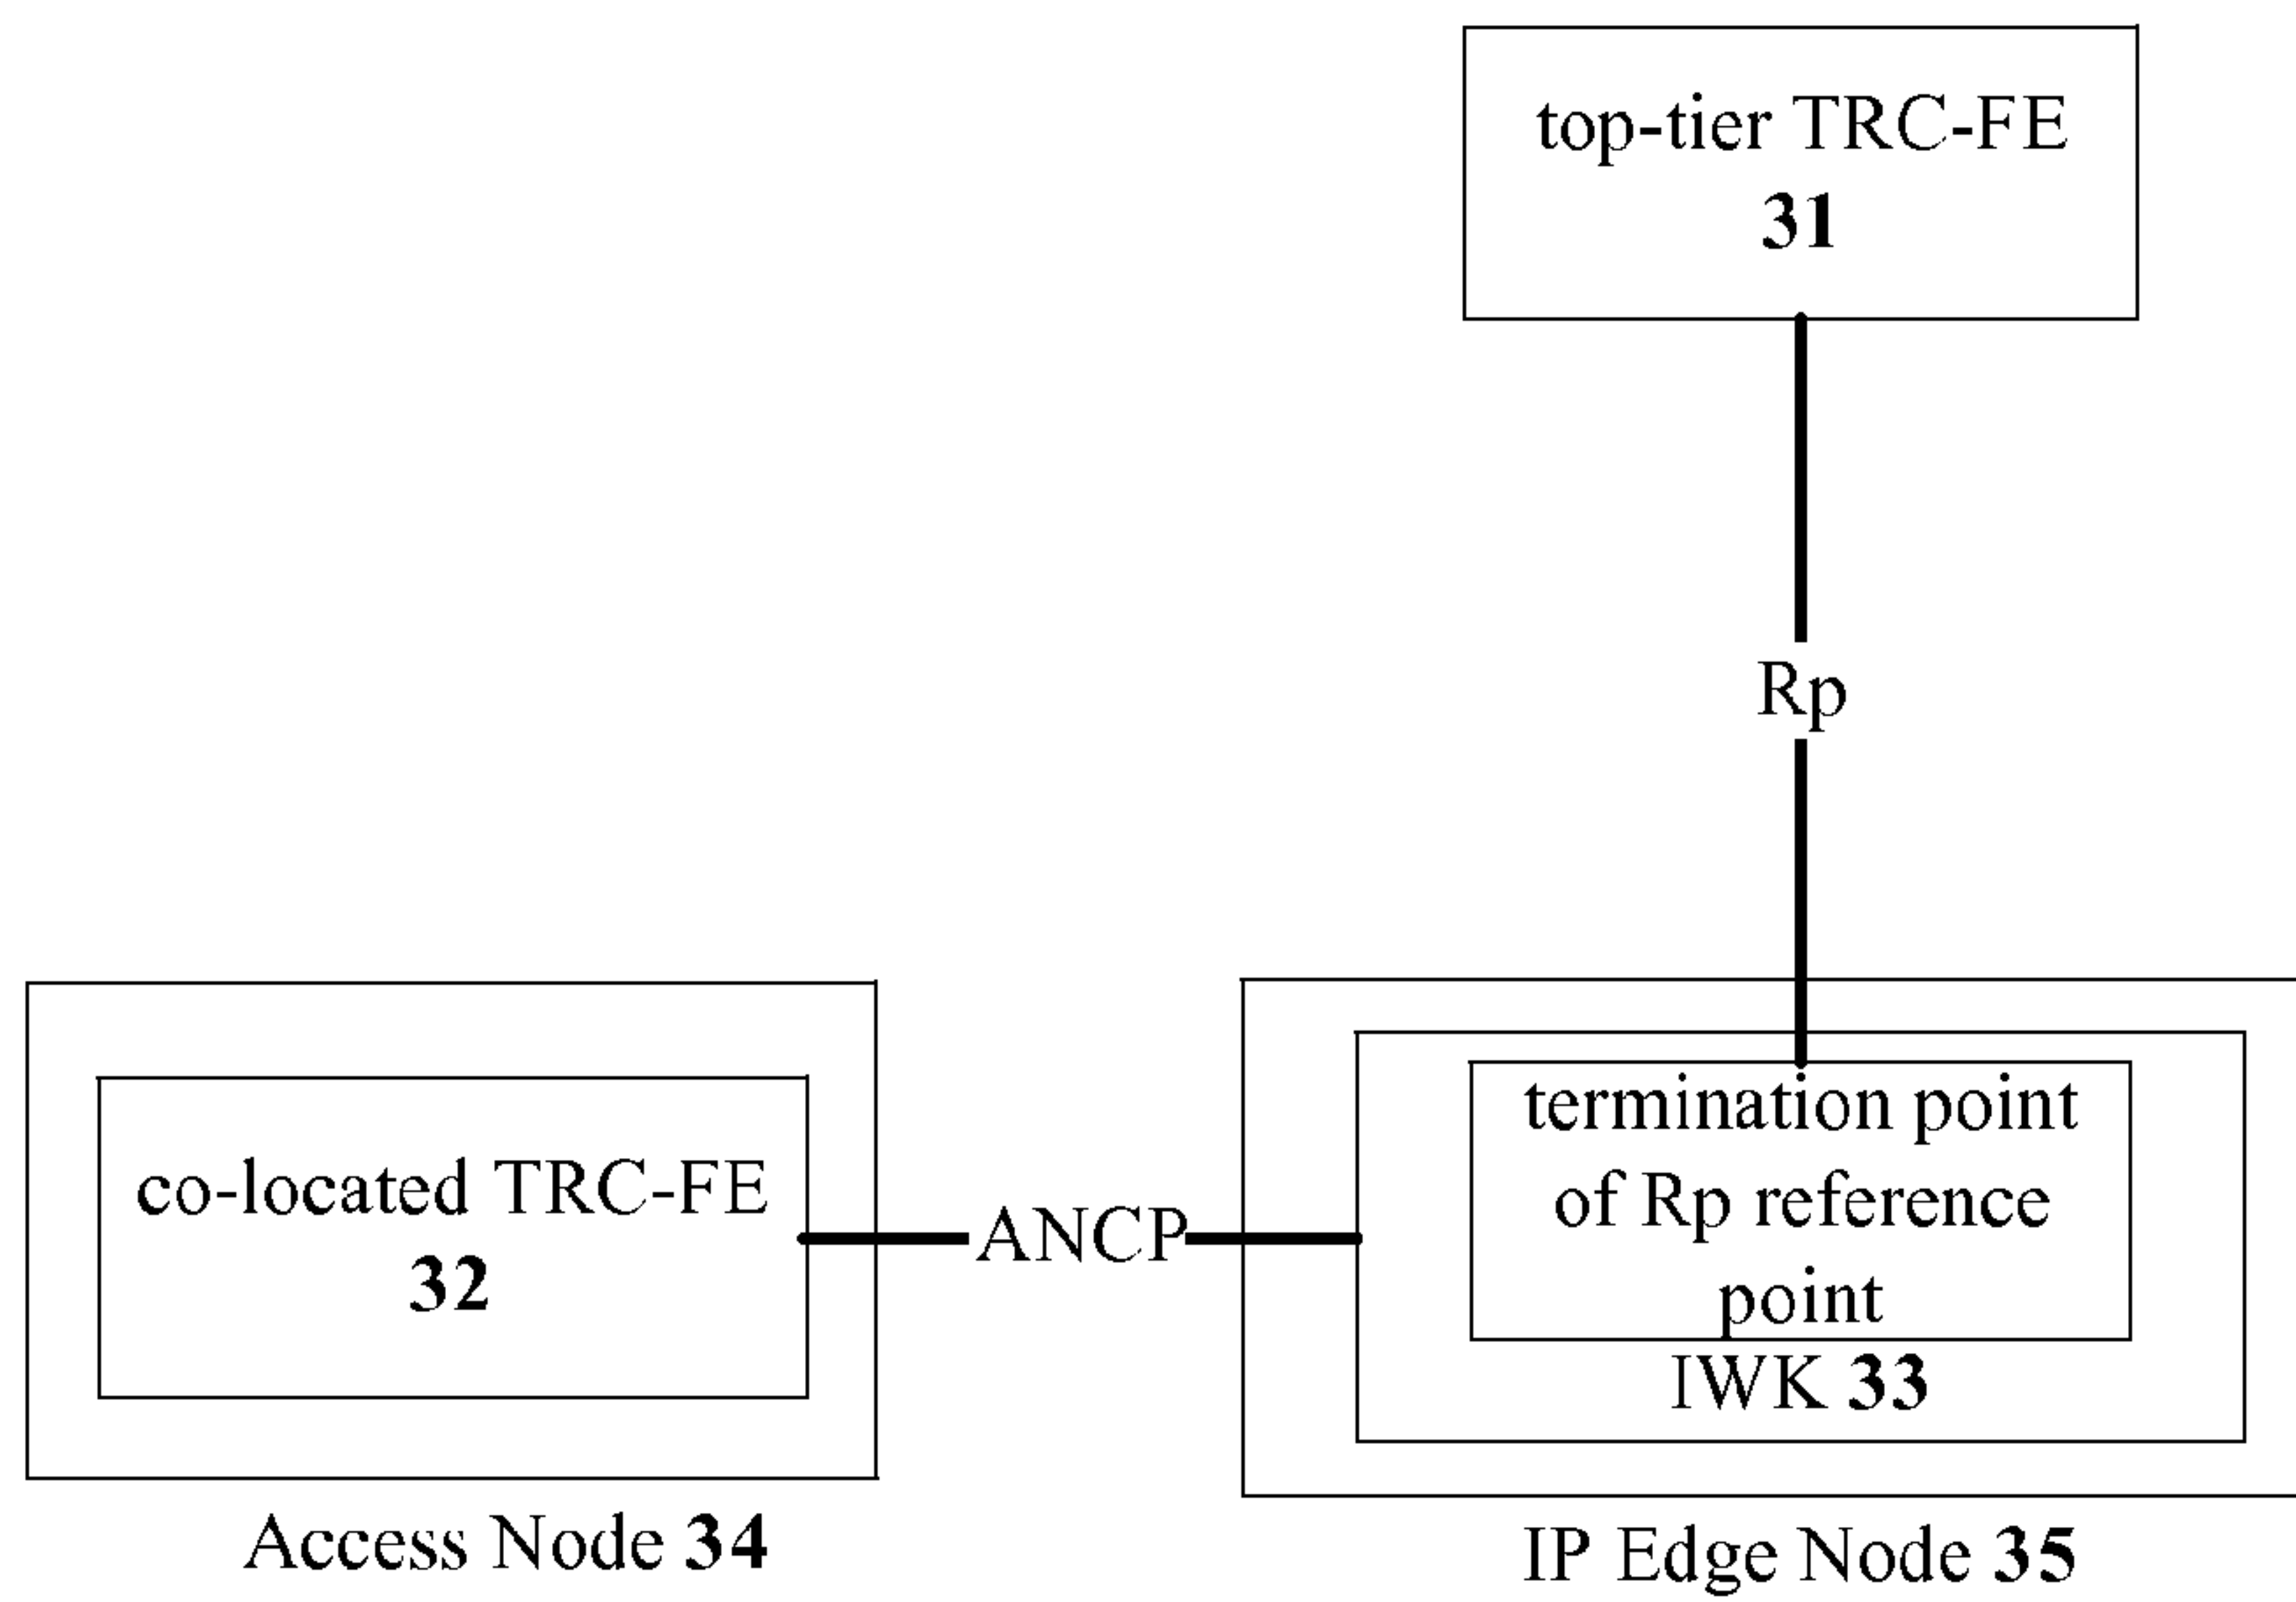 top-tier TRC-FE
31
Rp
co-located TRC-FE
32
ANCP
termination point
of Rp reference
point
IWK 33
Access Node 34
IP Edge Node 35